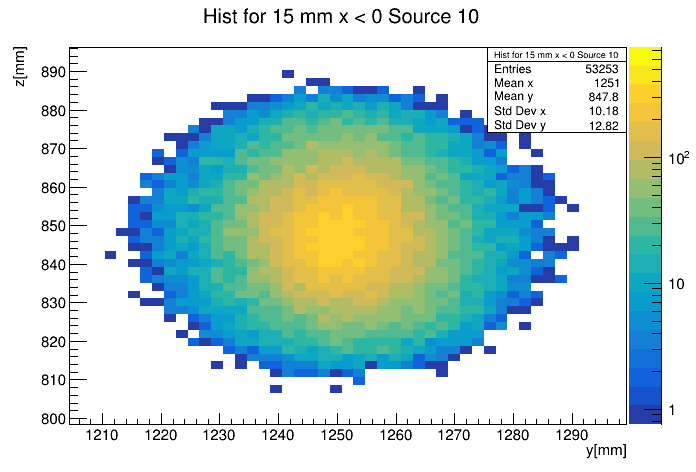 Hist for 15 mm x < 0 Source 10
z[mm]
Hist for 15 mm x < 0 Source 10
Entries 53253
Mean x 1251
Mean y 847.8
Std Dev x 10.18
Std Dev y 12.82
890
880
870
860
850
840
830
820
810
800
10²
10
1
1210 1220 1230 1240 1250 1260 1270 1280 1290
y[mm]